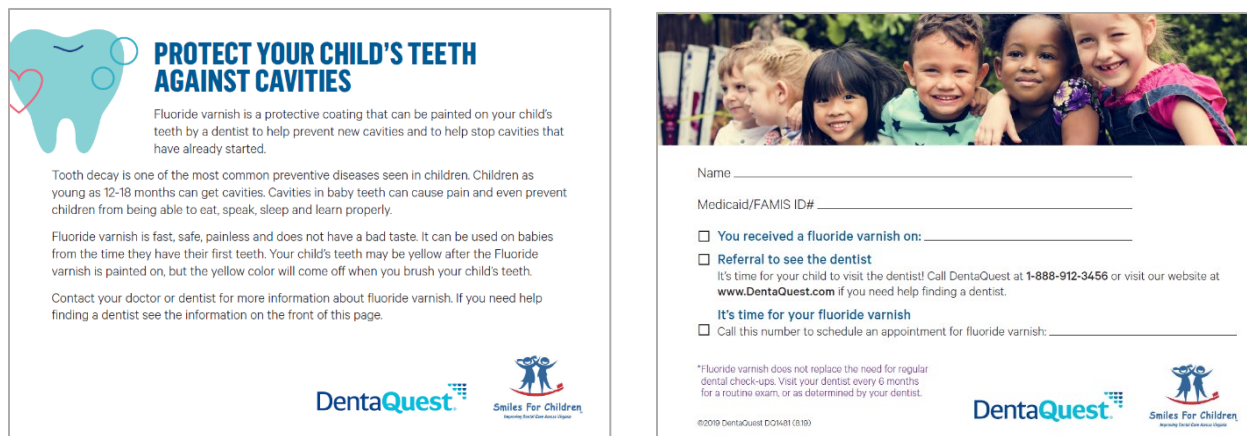 PROTECT YOUR CHILD'S TEETH
AGAINST CAVITIES
Fluoride varnish is a protective coating that can be painted on your child's
teeth by a dentist to help prevent new cavities and to help stop cavities that
have already started.
Tooth decay is one of the most common preventive diseases seen in children. Children as
young as 12-18 months can get cavities. Cavities in baby teeth can cause pain and even prevent
children from being able to eat, speak, sleep and learn properly.
Fluoride varnish is fast, safe, painless and does not have a bad taste. It can be used on babies
from the time they have their first teeth. Your child's teeth may be yellow after the Fluoride
varnish is painted on, but the yellow color will come off when you brush your child's teeth.
Contact your doctor or dentist for more information about fluoride varnish. If you need help
finding a dentist see the information on the front of this page.
DentaQuest
Smiles For Children
Improving Dental Care Across Virginia
Name
Medicaid/FAMIS ID#
You received a fluoride varnish on:
Referral to see the dentist
It's time for your child to visit the dentist! Call DentaQuest at 1-888-912-3456 or visit our website at
www.DentaQuest.com if you need help finding a dentist.
It's time for your fluoride varnish
Call this number to schedule an appointment for fluoride varnish:
*Fluoride varnish does not replace the need for regular
dental check-ups. Visit your dentist every 6 months
for a routine exam, or as determined by your dentist.
©2019 DentaQuest DQ1481 (8.19)
DentaQuest
Smiles For Children
Improving Dental Care Across Virginia